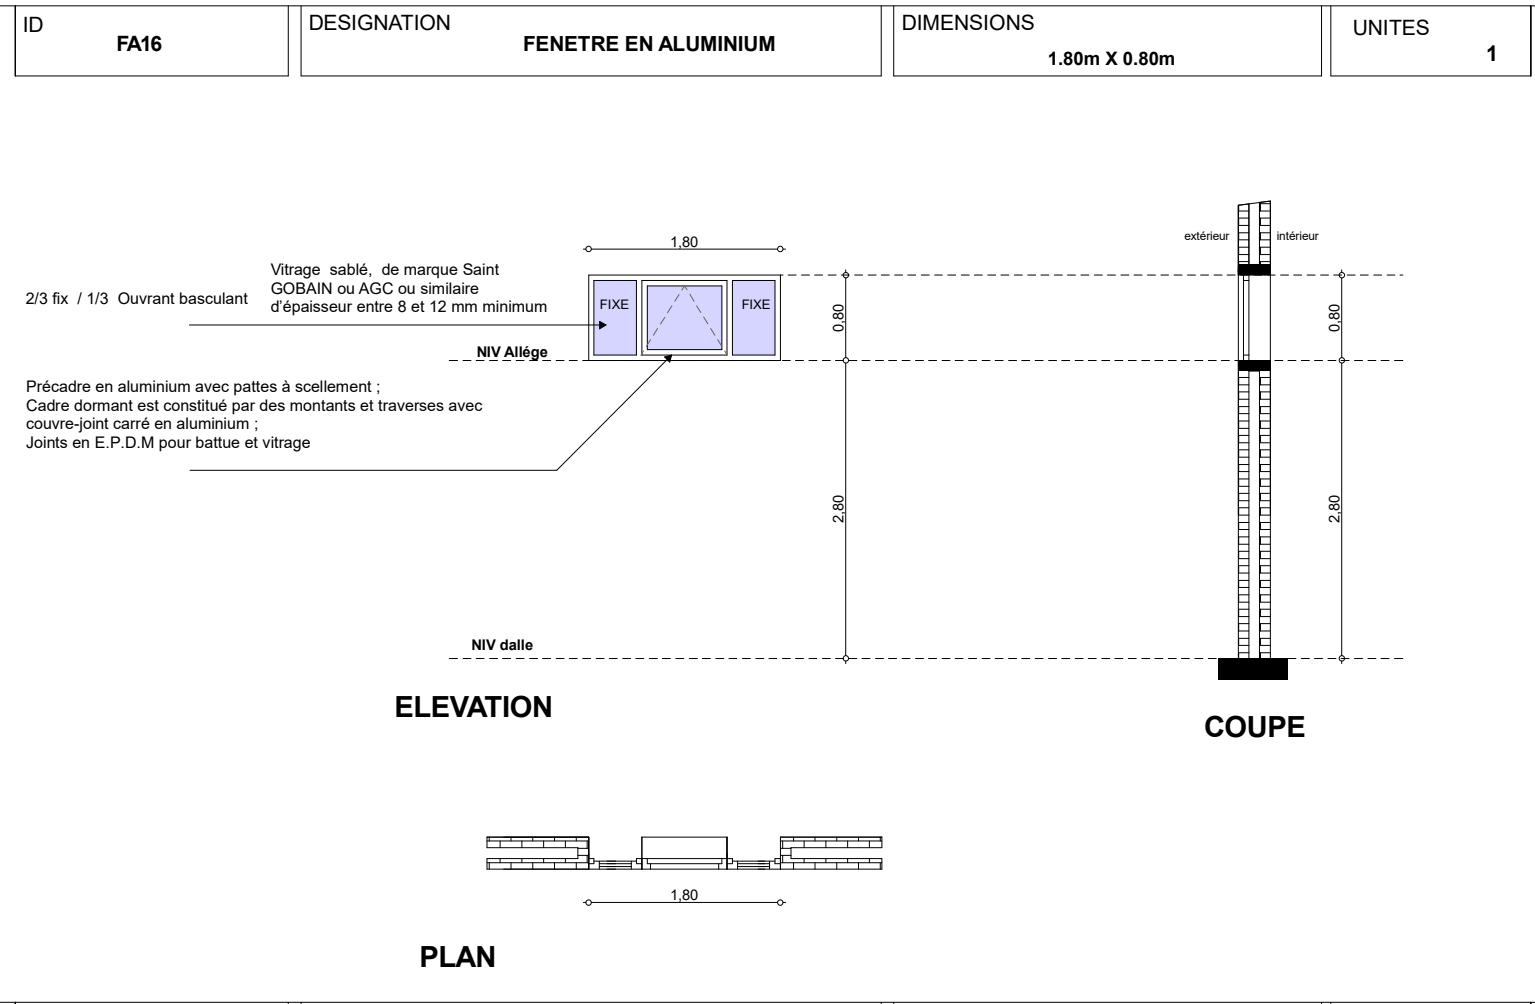 ID
FA16
DESIGNATION
FENETRE EN ALUMINIUM
DIMENSIONS
1.80m X 0.80m
UNITES
1
1,80
extérieur
intérieur
Vitrage sablé, de marque Saint
GOBAIN ou AGC ou similaire
d'épaisseur entre 8 et 12 mm minimum
2/3 fix / 1/3 Ouvrant basculant
FIXE
FIXE
0,80
0,80
NIV Allége
Précadre en aluminium avec pattes à scellement ;
Cadre dormant est constitué par des montants et traverses avec
couvre-joint carré en aluminium ;
Joints en E.P.D.M pour battue et vitrage
2,80
2,80
NIV dalle
ELEVATION
COUPE
1,80
PLAN